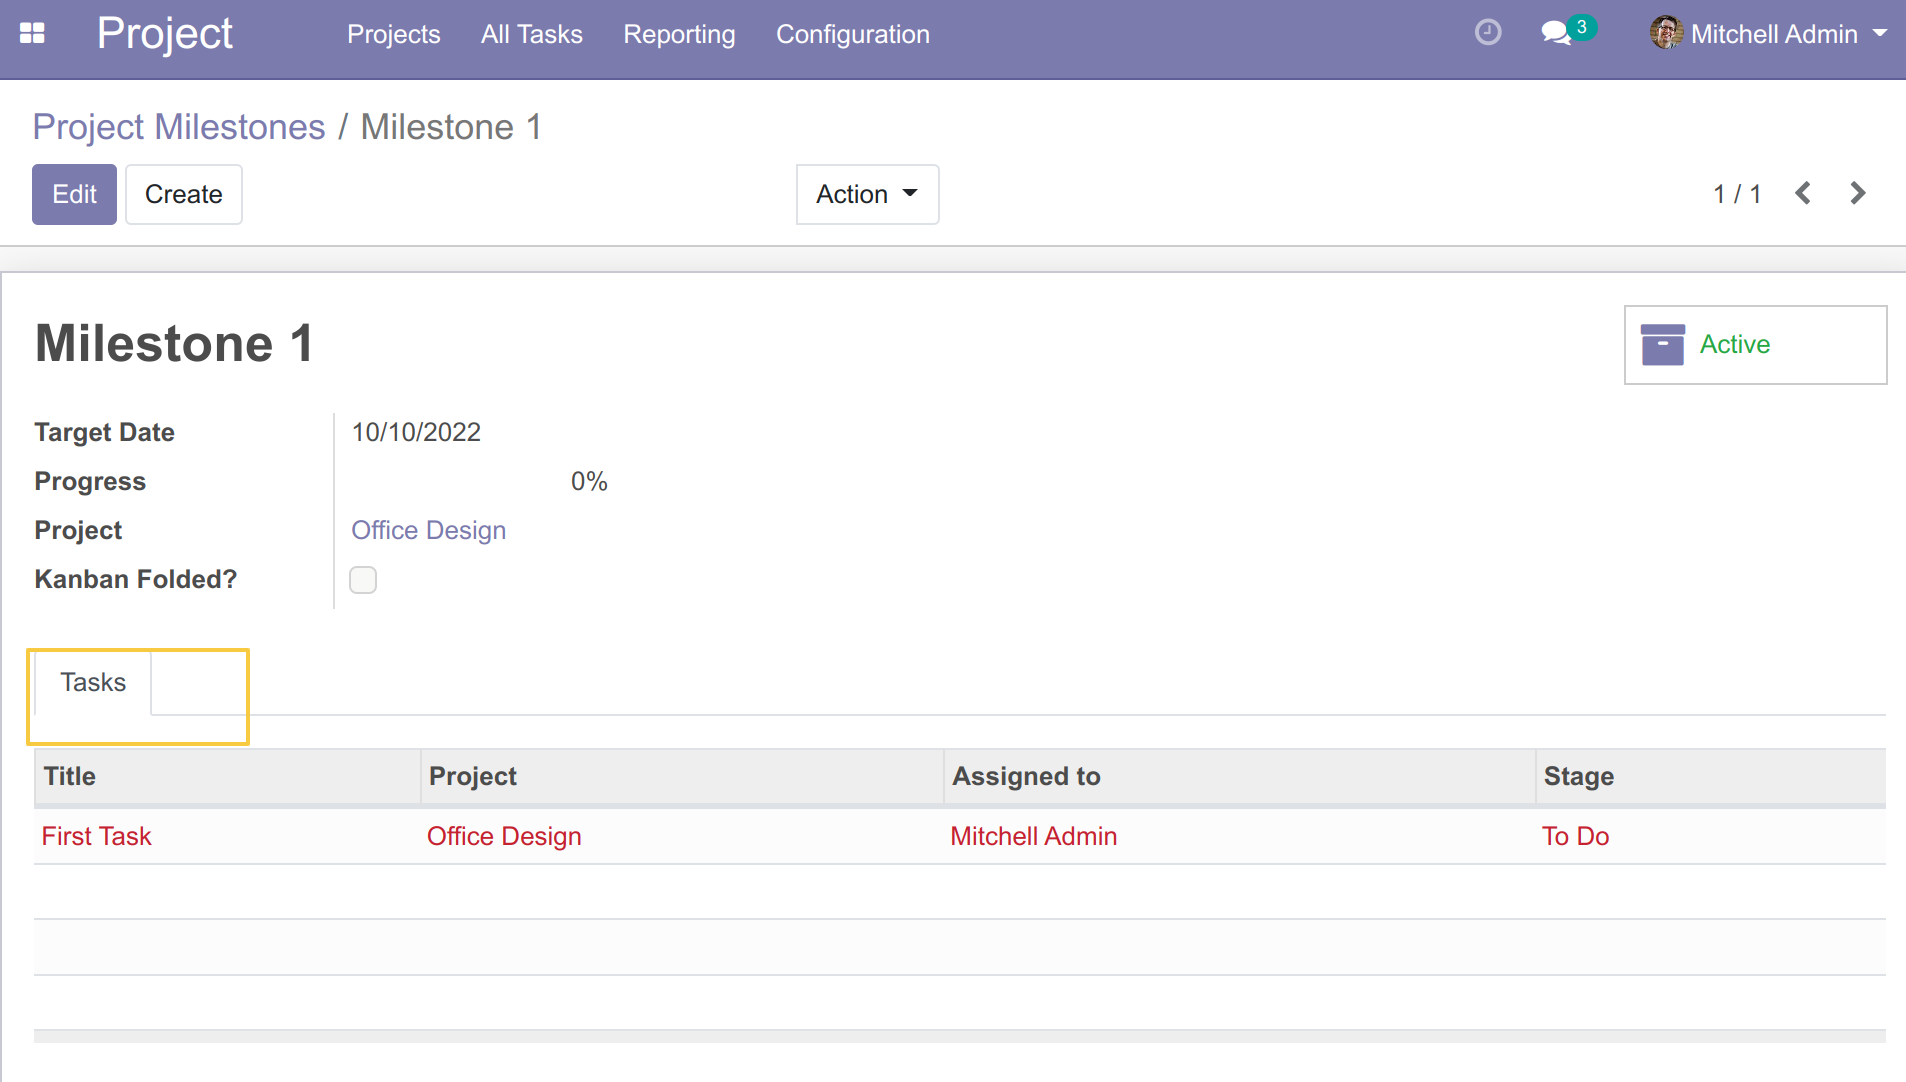 Project Projects All Tasks Reporting Configuration 3 Mitchell Admin
Project Milestones / Milestone 1
Edit Create Action 1 / 1
Milestone 1
Active
Target Date 10/10/2022
Progress 0%
Project Office Design
Kanban Folded?
Tasks
Title Project Assigned to Stage
First Task Office Design Mitchell Admin To Do